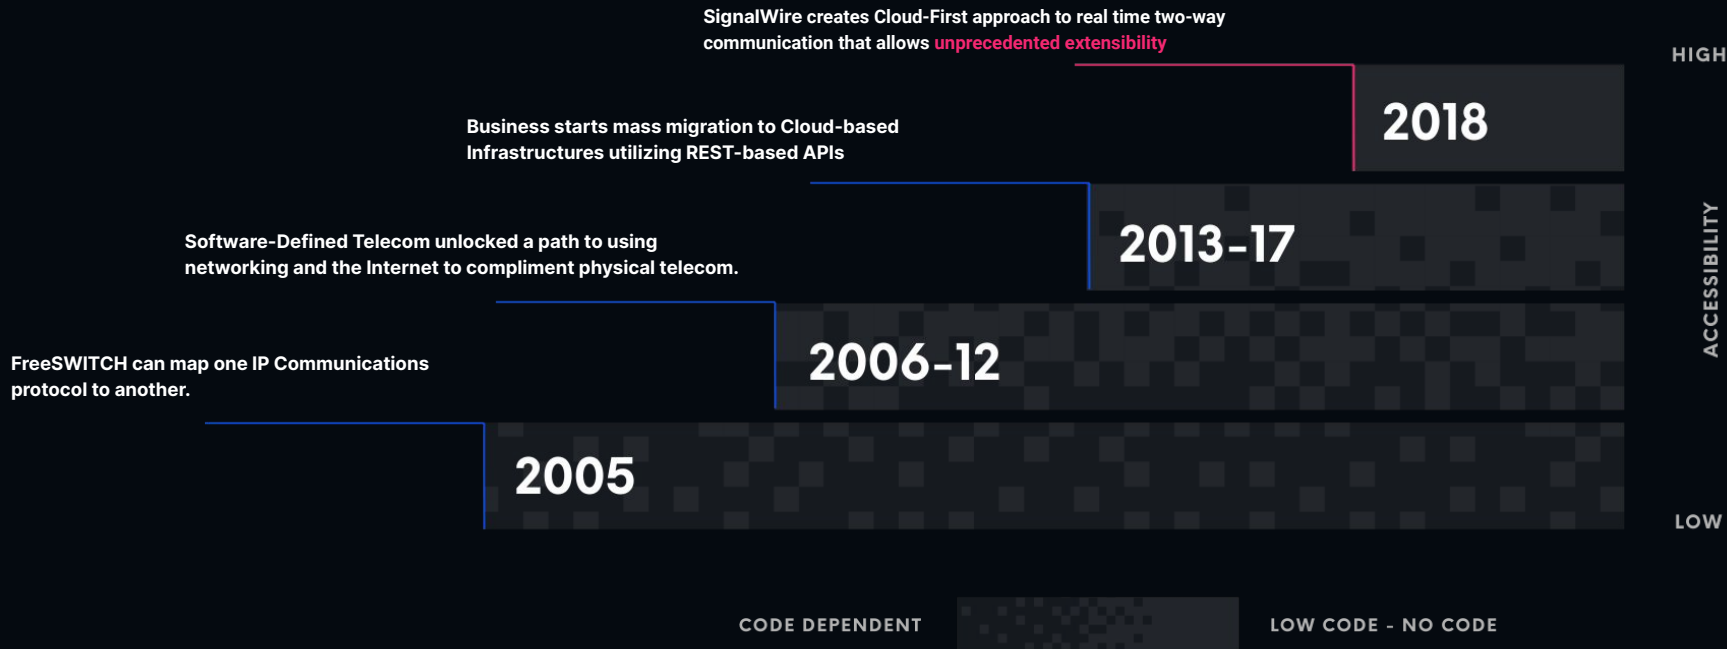 SignalWire creates Cloud-First approach to real time two-way
communication that allows unprecedented extensibility
HIGH
2018
Business starts mass migration to Cloud-based
Infrastructures utilizing REST-based APIs
2013-17
ACCESSIBILITY
Software-Defined Telecom unlocked a path to using
networking and the Internet to compliment physical telecom.
2006-12
FreeSWITCH can map one IP Communications
protocol to another.
2005
LOW
CODE DEPENDENT
LOW CODE - NO CODE